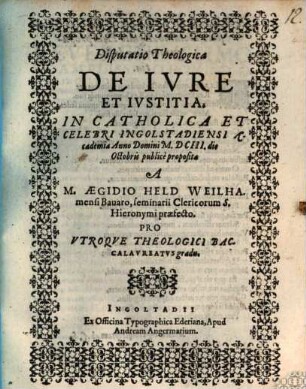 Disputatio Theologica
DE IVRE
ET IVSTITIA,
IN CATHOLICA ET
CELEBRI INGOLSTADIENSI A-
cademia Anno Domini M. DCIII. die
Octobris publicè proposita
A
M. ÆGIDIO HELD WEILHA-
mensi Bauaro, seminarii Clericorum S.
Hieronymi præfecto.
PRO
VTROQVE THEOLOGICI BAC-
CALAVREATVS gradu.
INGOLTADII
Ex Officina Typographica Ederiana, Apud
Andream Angermarium.